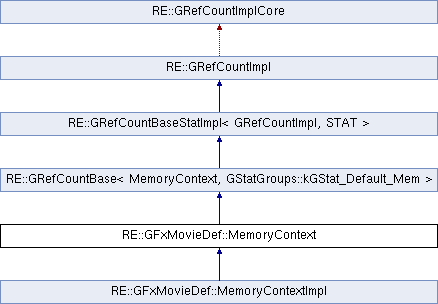 RE::GRefCountImplCore
RE::GRefCountImpl
RE::GRefCountBaseStatImpl< GRefCountImpl, STAT >
RE::GRefCountBase< MemoryContext, GStatGroups::kGStat_Default_Mem >
RE::GFxMovieDef::MemoryContext
RE::GFxMovieDef::MemoryContextImpl